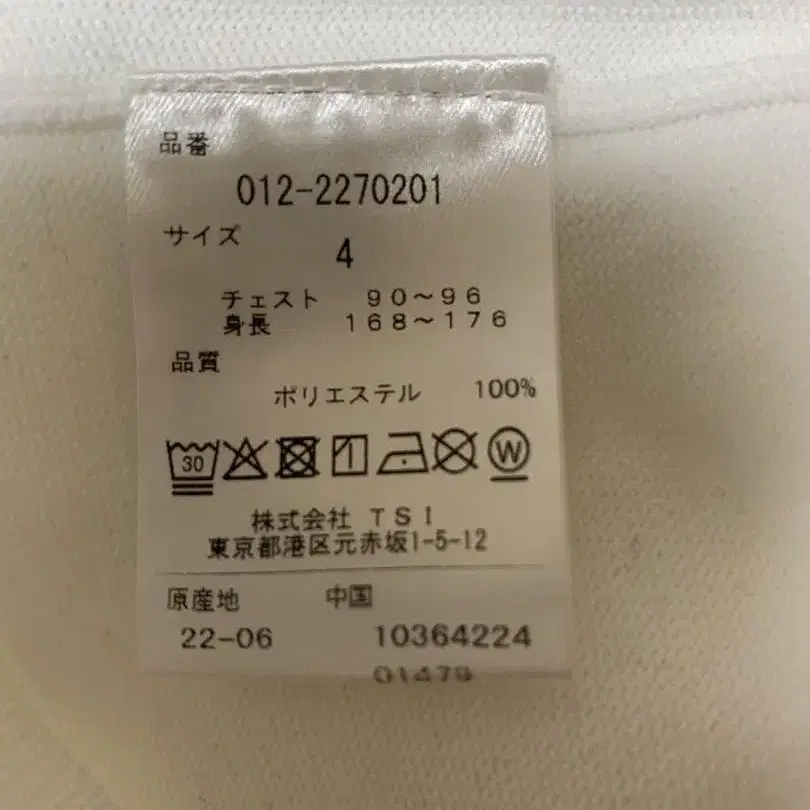 品番
012-2270201
サイズ
4
チェスト 90～96
身長 168～176
品質
ポリエステル 100%
30 W
株式会社 TSI
東京都港区元赤坂1-5-12
原産地 中国
22-06 10364224
01479